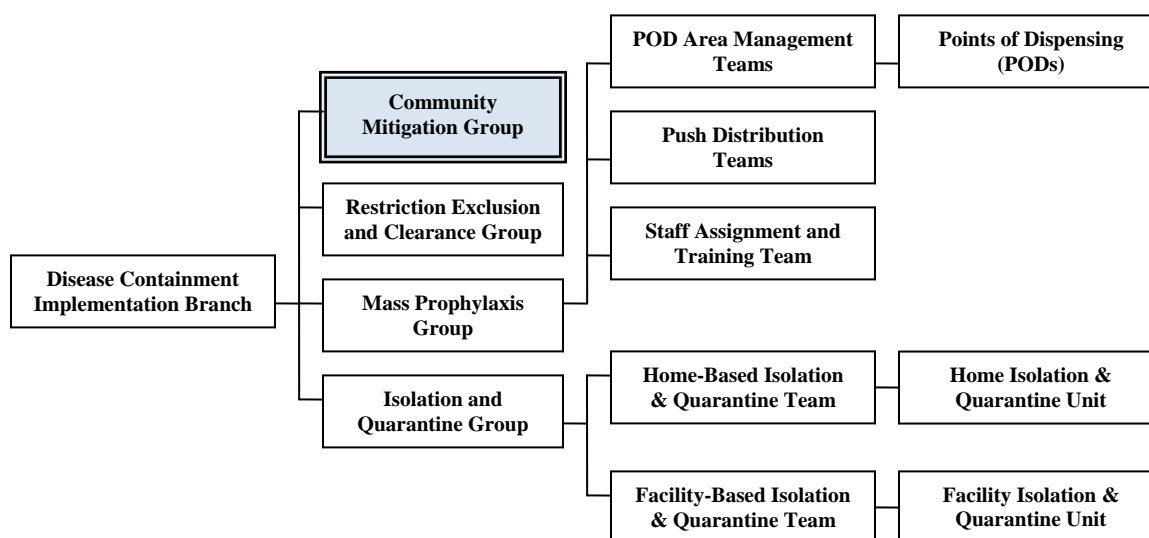 POD Area Management
Teams
Points of Dispensing
(PODs)
Community
Mitigation Group
Push Distribution
Teams
Restriction Exclusion
and Clearance Group
Staff Assignment and
Training Team
Disease Containment
Implementation Branch
Mass Prophylaxis
Group
Home-Based Isolation
& Quarantine Team
Home Isolation &
Quarantine Unit
Isolation and
Quarantine Group
Facility-Based Isolation
& Quarantine Team
Facility Isolation &
Quarantine Unit